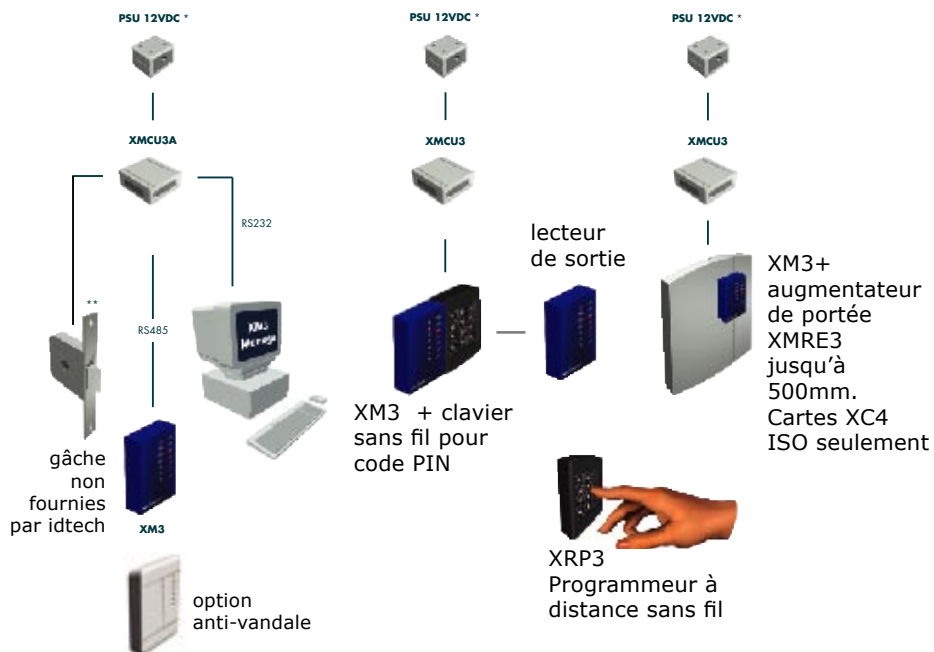 PSU 12VDC *
PSU 12VDC *
PSU 12VDC *
XMCU3A
XMCU3
XMCU3
RS232
lecteur
de sortie
XM3+
augmentateur
de portée
XMRE3
jusqu'à
500mm.
Cartes XC4
ISO seulement
**
RS485
XM3
Manager
XM3 + clavier
sans fil pour
code PIN
gâche
non
fournies
par idtech
XM3
XRP3
Programmeur à
distance sans fil
option
anti-vandale